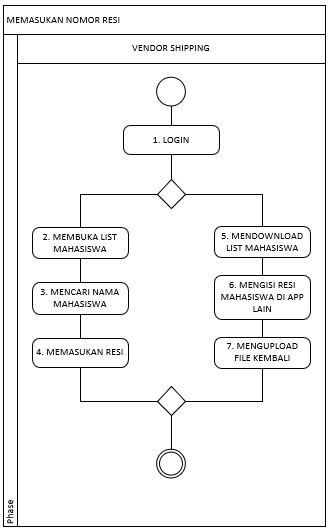 MEMASUKAN NOMOR RESI
VENDOR SHIPPING
1. LOGIN
2. MEMBUKA LIST
MAHASISWA
3. MENCARI NAMA
MAHASISWA
4. MEMASUKAN RESI
5. MENDOWNLOAD
LIST MAHASISWA
6. MENGISI RESI
MAHASISWA DI APP
LAIN
7. MENGUPLOAD
FILE KEMBALI
Phase